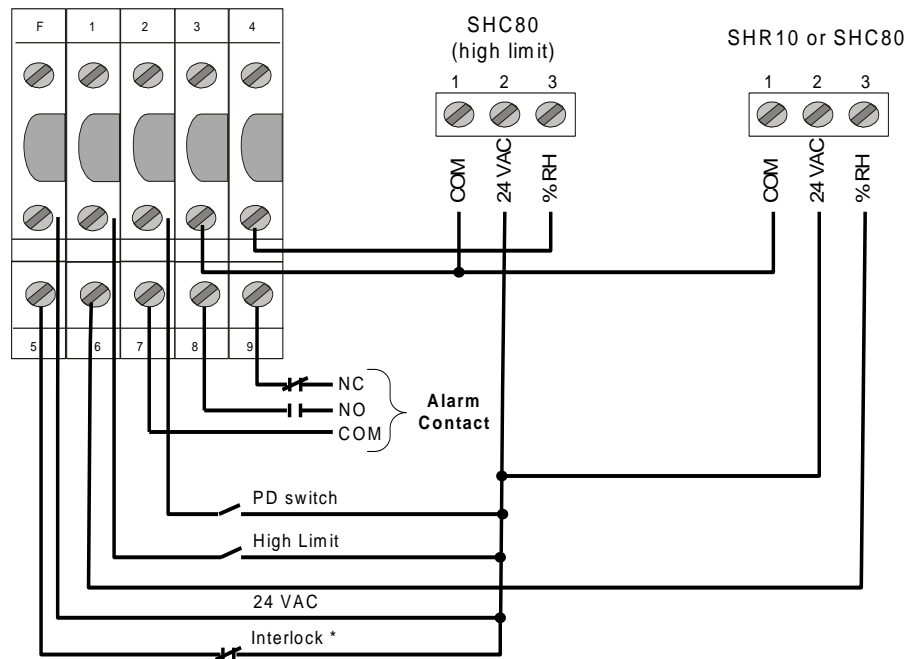 F 1 2 3 4
SHC80
(high limit)
1 2 3
COM
24 VAC
%RH
SHR10 or SHC80
1 2 3
COM
24 VAC
%RH
5 6 7 8 9
NC
NO
COM
Alarm
Contact
PD switch
High Limit
24 VAC
Interlock *